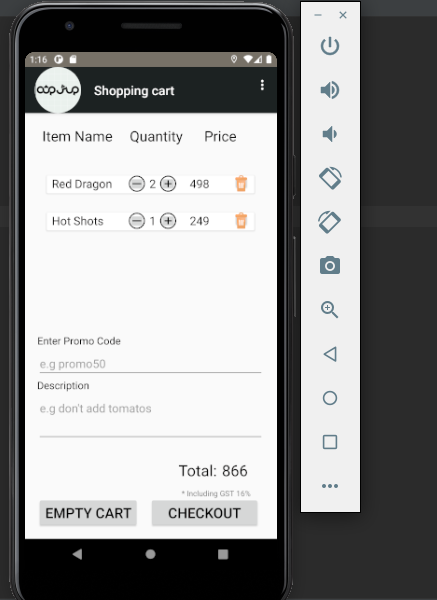 1:16
Shopping cart
Item Name Quantity Price
Red Dragon 2 498
Hot Shots 1 249
Enter Promo Code
e.g promo50
Description
e.g don't add tomatos
Total: 866
* Including GST 16%
EMPTY CART CHECKOUT